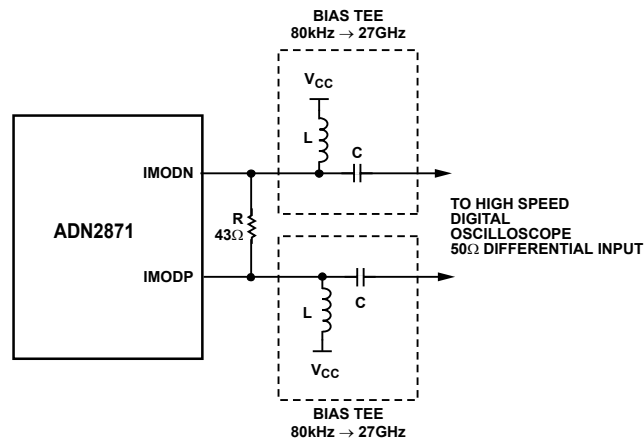 BIAS TEE
80kHz → 27GHz
VCC
L
C
IMODN
ADN2871
R
43Ω
TO HIGH SPEED
DIGITAL
OSCILLOSCOPE
50Ω DIFFERENTIAL INPUT
IMODP
C
L
VCC
BIAS TEE
80kHz → 27GHz